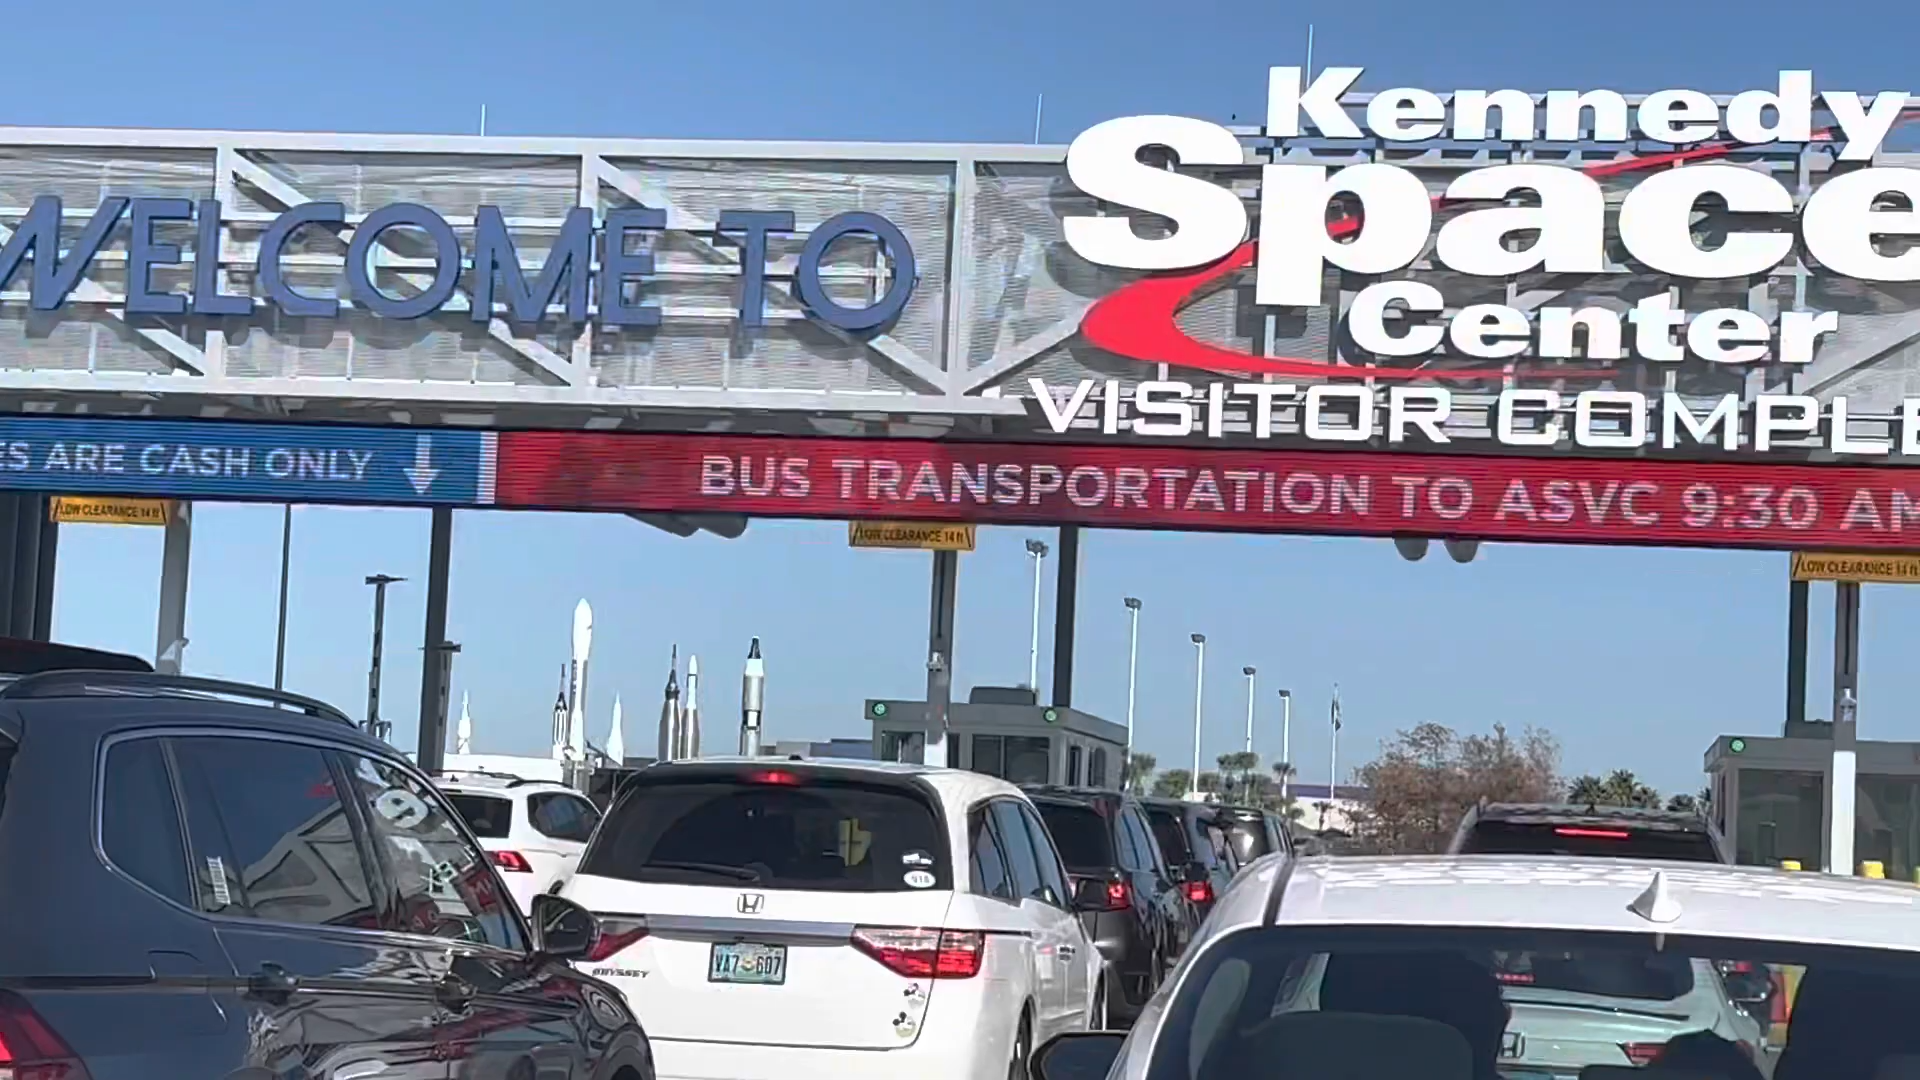 WELCOME TO
Kennedy
Space
Center
VISITOR COMPLE
ES ARE CASH ONLY
BUS TRANSPORTATION TO ASVC 9:30 AM
LOW CLEARANCE 14 ft
LOW CLEARANCE 14 ft
LOW CLEARANCE 14 ft
ODYSSEY
VA7 607